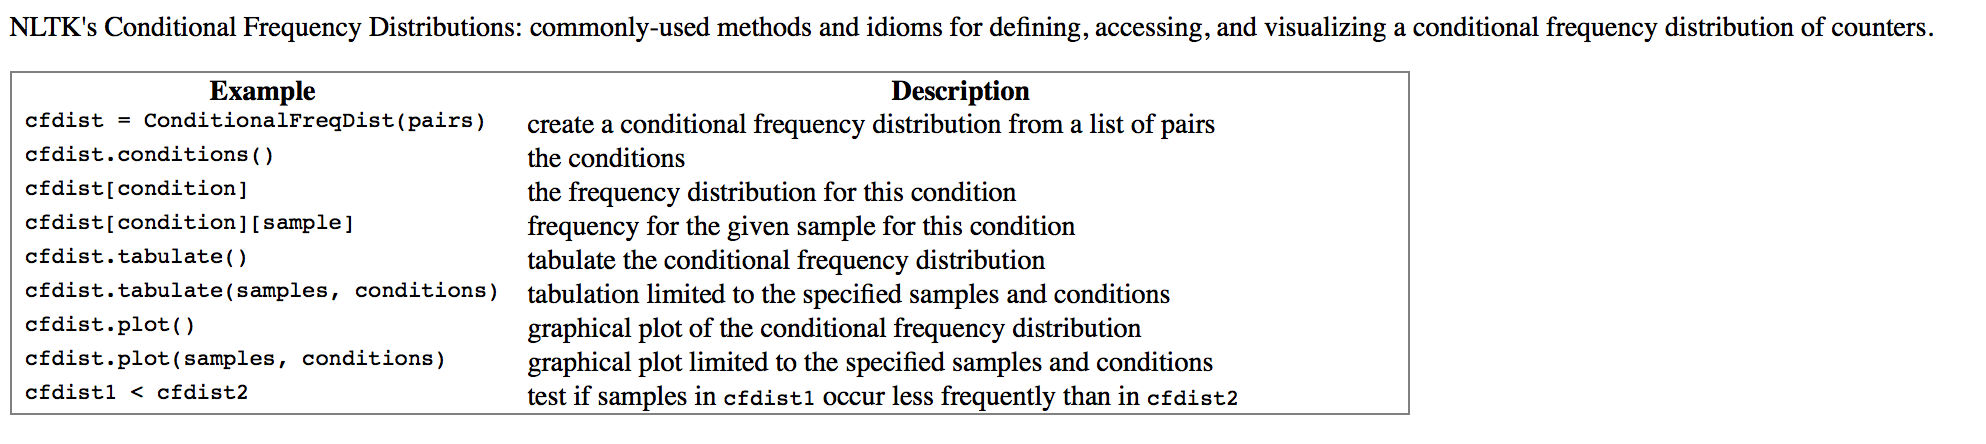 NLTK's Conditional Frequency Distributions: commonly-used methods and idioms for defining, accessing, and visualizing a conditional frequency distribution of counters.
Example Description
cfdist = ConditionalFreqDist(pairs) create a conditional frequency distribution from a list of pairs
cfdist.conditions() the conditions
cfdist[condition] the frequency distribution for this condition
cfdist[condition][sample] frequency for the given sample for this condition
cfdist.tabulate() tabulate the conditional frequency distribution
cfdist.tabulate(samples, conditions) tabulation limited to the specified samples and conditions
cfdist.plot() graphical plot of the conditional frequency distribution
cfdist.plot(samples, conditions) graphical plot limited to the specified samples and conditions
cfdist1 < cfdist2 test if samples in cfdist1 occur less frequently than in cfdist2